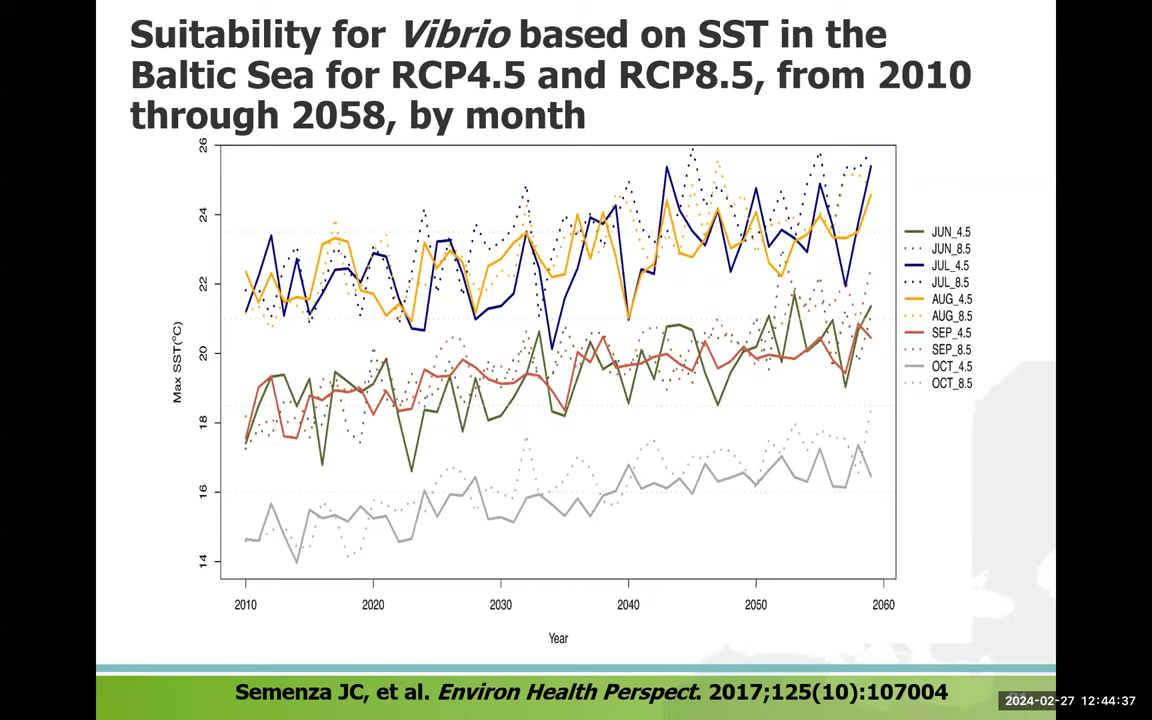 Suitability for Vibrio based on SST in the
Baltic Sea for RCP4.5 and RCP8.5, from 2010
through 2058, by month
26
24
22
20
18
16
14
Max SST(°C)
2010 2020 2030 2040 2050 2060
Year
JUN_4.5
JUN_8.5
JUL_4.5
JUL_8.5
AUG_4.5
AUG_8.5
SEP_4.5
SEP_8.5
OCT_4.5
OCT_8.5
Semenza JC, et al. Environ Health Perspect. 2017;125(10):107004
2024-02-27 12:44:37